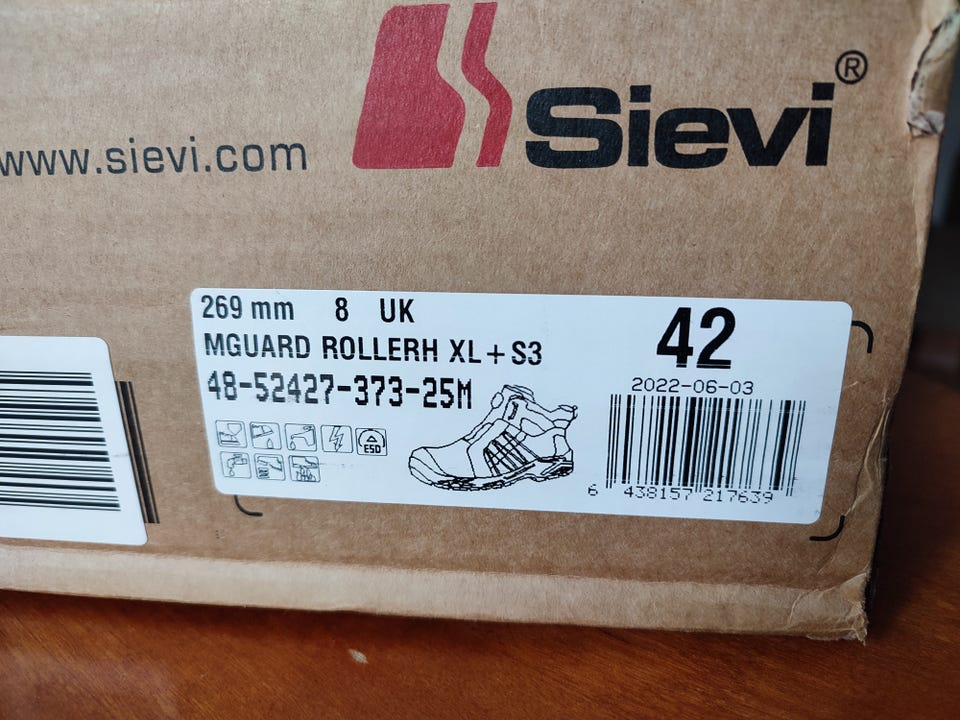 Sievi®
www.sievi.com
269 mm 8 UK
MGUARD ROLLERH XL+S3
48-52427-373-25M
42
2022-06-03
ESD
6 438157 217639